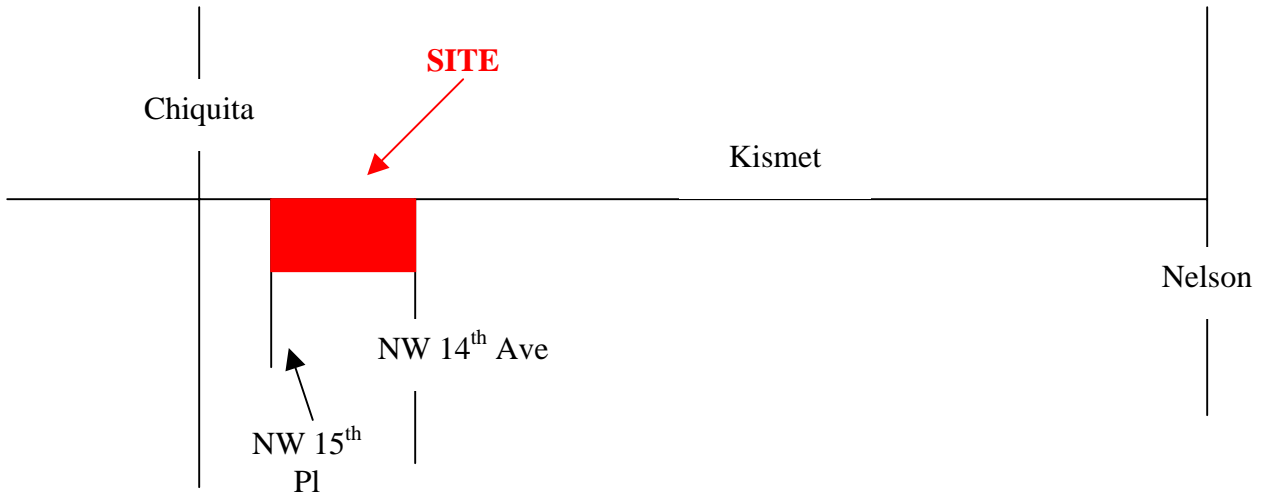 SITE
Chiquita
Kismet
Nelson
NW 14th Ave
NW 15th
Pl